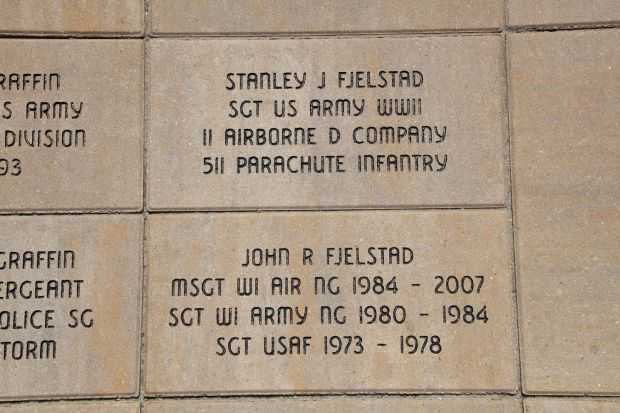 RAFFIN
S ARMY
DIVISION
93
STANLEY J FJELSTAD
SGT US ARMY WWII
11 AIRBORNE D COMPANY
511 PARACHUTE INFANTRY
GRAFFIN
ERGEANT
OLICE SG
TORM
JOHN R FJELSTAD
MSGT WI AIR NG 1984 - 2007
SGT WI ARMY NG 1980 - 1984
SGT USAF 1973 - 1978